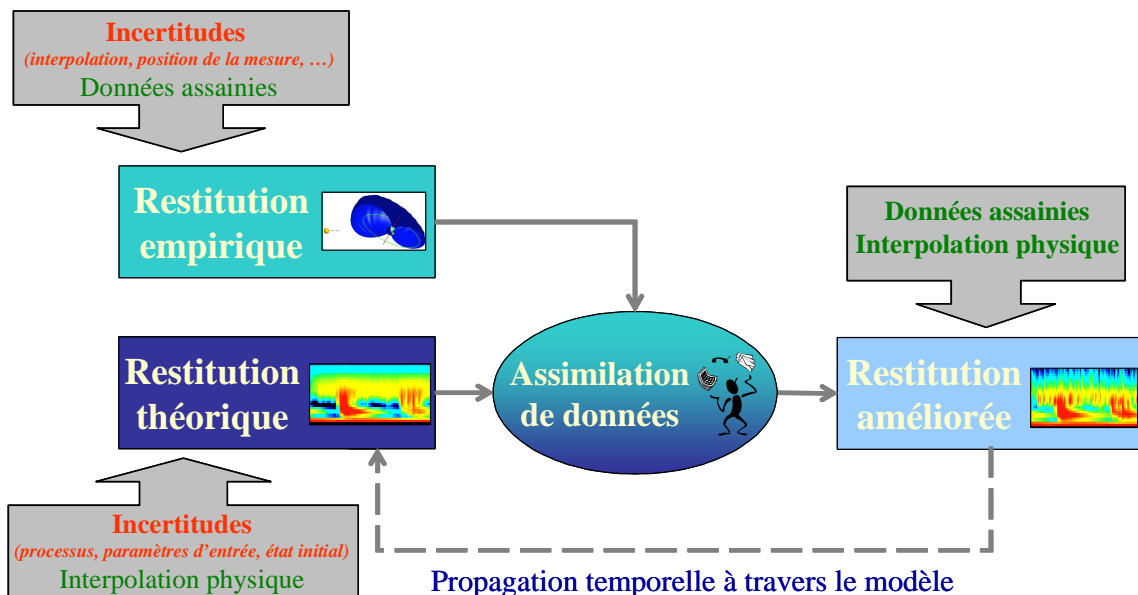 Incertitudes
(interpolation, position de la mesure, …)
Données assainies
Restitution
empirique
Données assainies
Interpolation physique
Restitution
théorique
Assimilation
de données
Restitution
améliorée
Incertitudes
(processus, paramètres d’entrée, état initial)
Interpolation physique
Propagation temporelle à travers le modèle